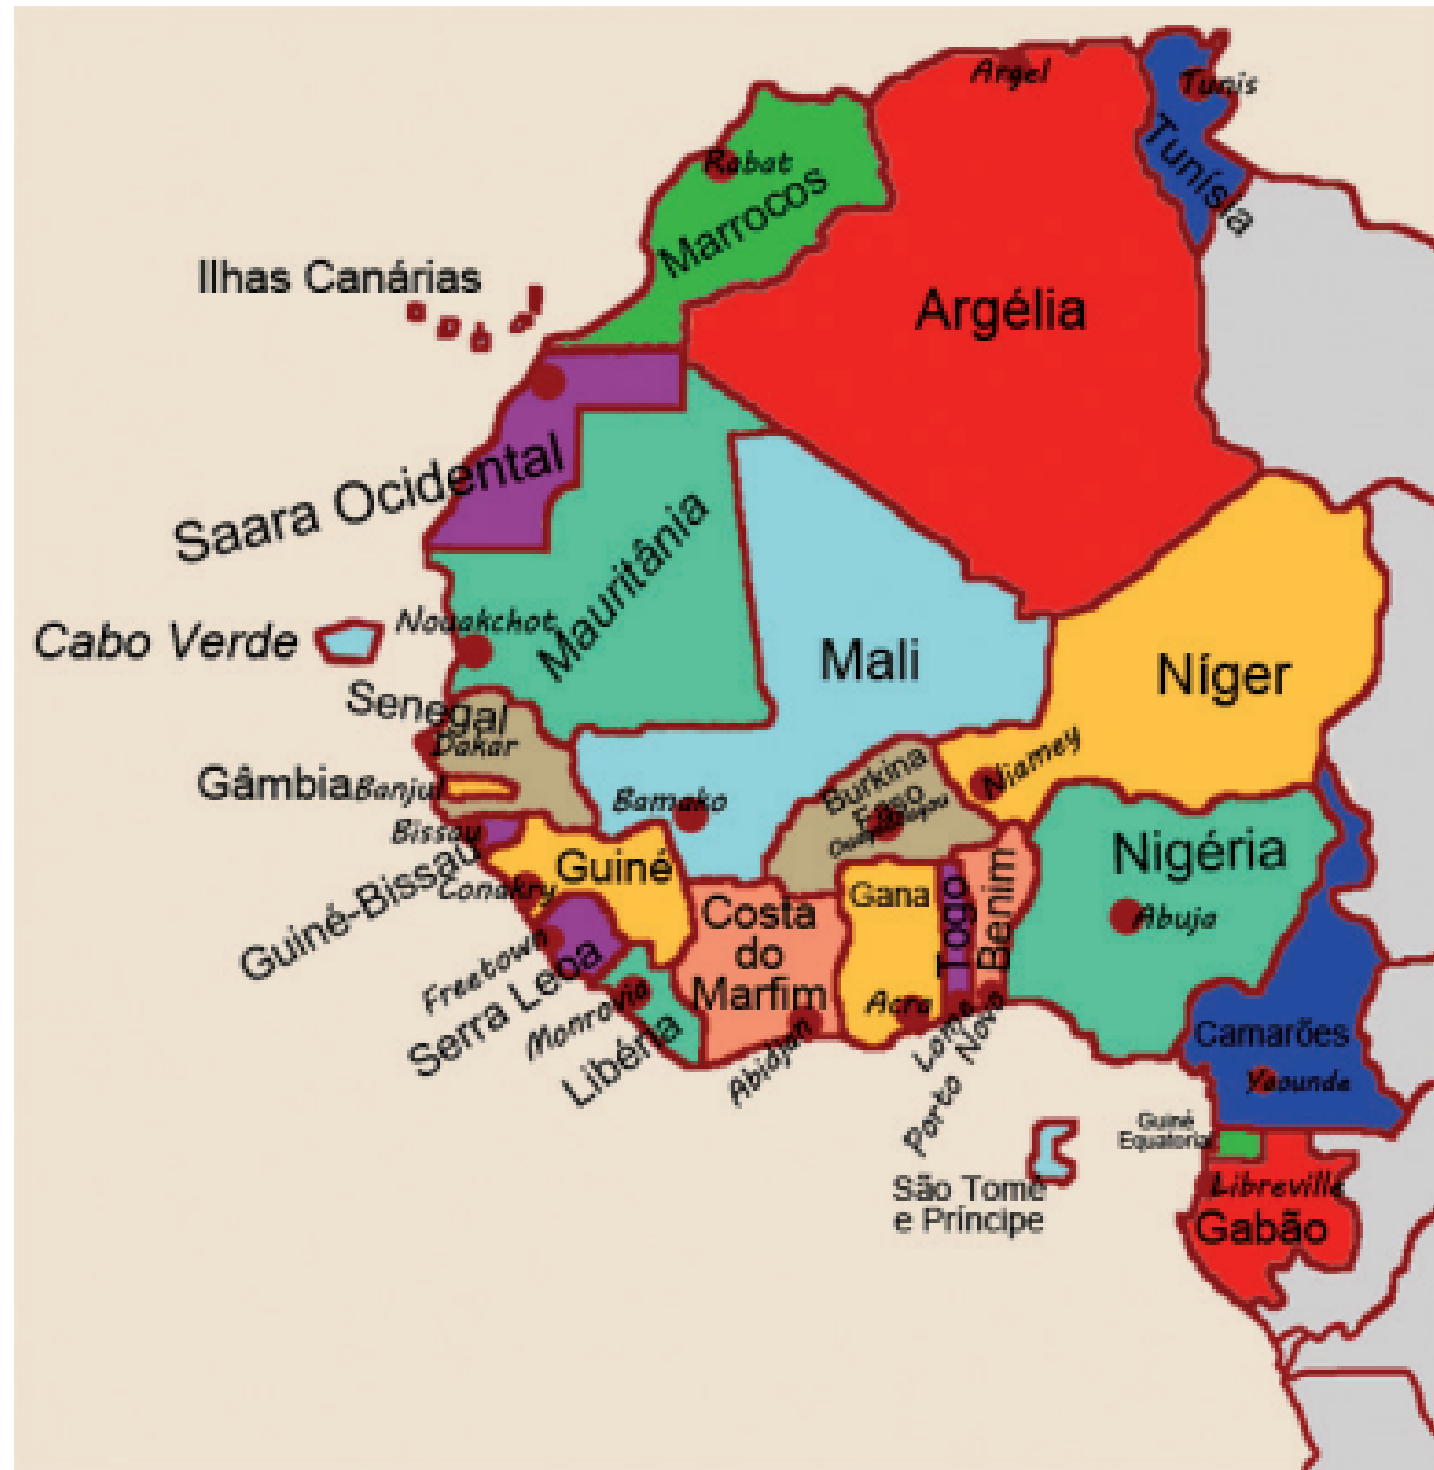 Argel
Tunis
Tunísia
Rabat
Marrocos
Ilhas Canárias
Argélia
Saara Ocidental
Nouakchot
Mauritânia
Cabo Verde
Mali
Níger
Senegal
Dakar
Gâmbia
Banjul
Bamako
Niamey
Burkina
Faso
Bissau
Guiné-Bissau
Guiné
Conakry
Nigéria
Abuja
Costa
do
Marfim
Gana
Togo
Benim
Freetown
Serra Leoa
Monrovia
Libéria
Abidjan
Acra
Lome
Porto Novo
Camarões
Yaounde
Guiné
Equatorial
São Tomé
e Príncipe
Libreville
Gabão